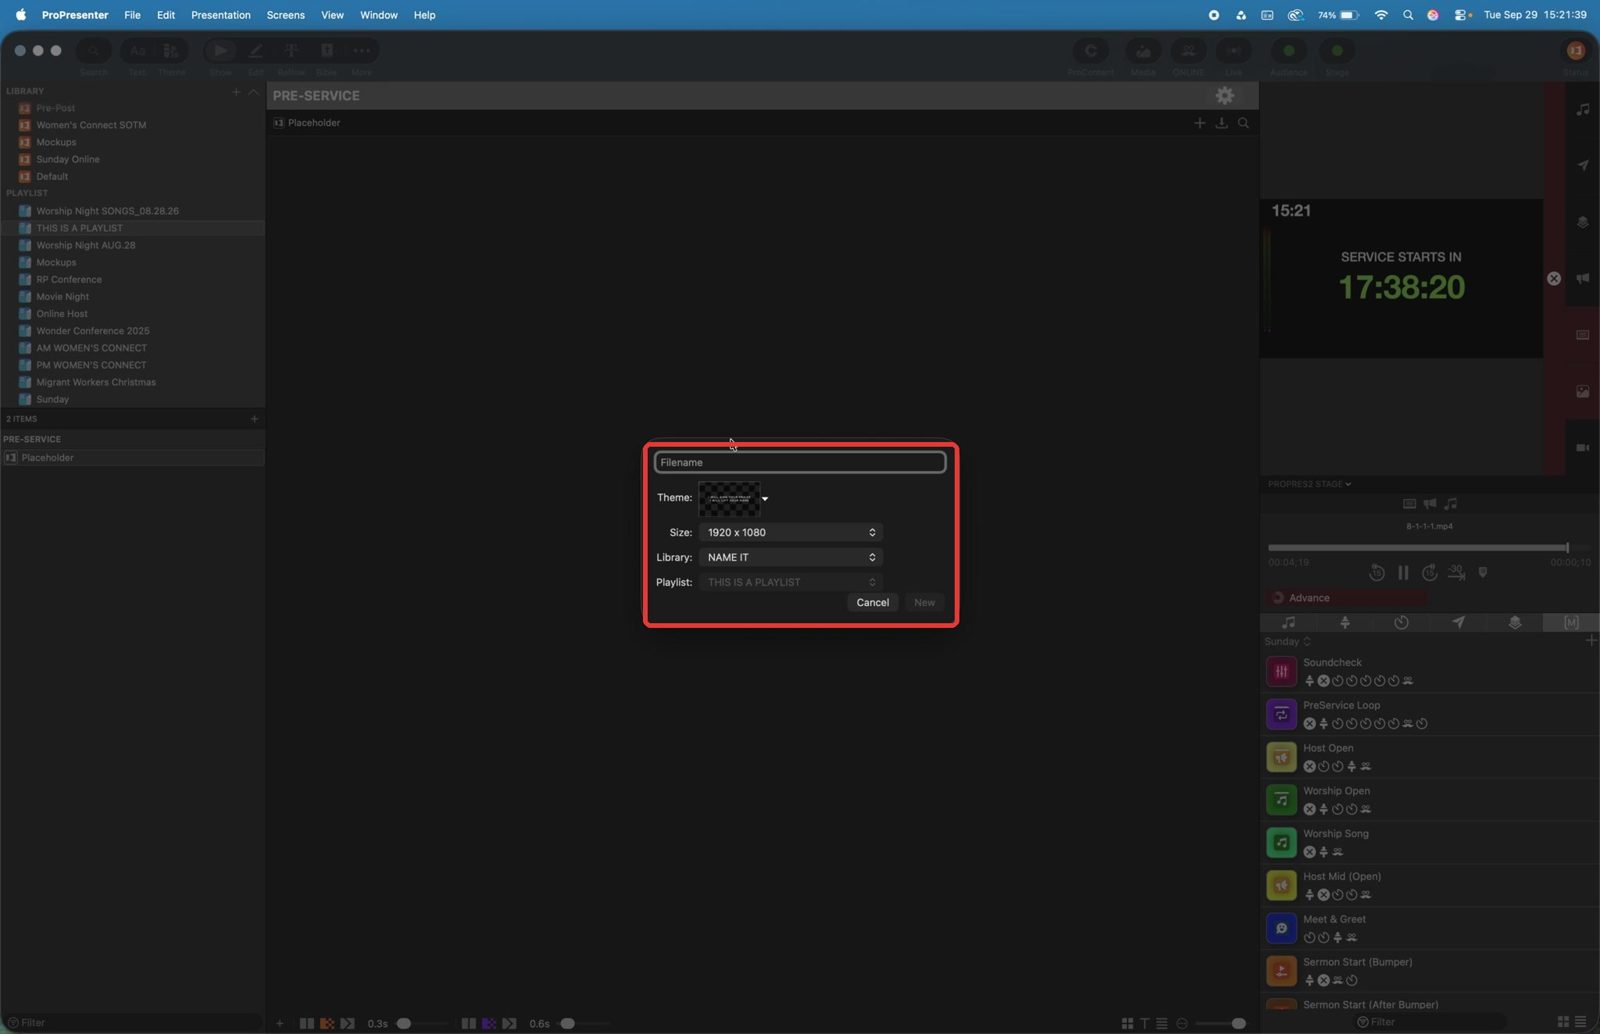 ProPresenter File Edit Presentation Screens View Window Help
74% Tue Sep 29 15:21:39
Search Text Theme Show Edit Reflow Bible More
ProContent Media ONLINE Live Audience Stage Status
LIBRARY
Pre-Post
Women's Connect SOTM
Mockups
Sunday Online
Default
PLAYLIST
Worship Night SONGS_08.28.26
THIS IS A PLAYLIST
Worship Night AUG.28
Mockups
RP Conference
Movie Night
Online Host
Wonder Conference 2025
AM WOMEN'S CONNECT
PM WOMEN'S CONNECT
Migrant Workers Christmas
Sunday
2 ITEMS
PRE-SERVICE
Placeholder
Filter
PRE-SERVICE
Placeholder
Filename
Theme:
Size: 1920 x 1080
Library: NAME IT
Playlist: THIS IS A PLAYLIST
Cancel New
0.3s 0.6s
15:21
SERVICE STARTS IN
17:38:20
PROPRES2 STAGE
8-1-1-1.mp4
00:04;19 00:00;10
15 15 -30
Advance
[M]
Sunday
Soundcheck
PreService Loop
Host Open
Worship Open
Worship Song
Host Mid (Open)
Meet & Greet
Sermon Start (Bumper)
Sermon Start (After Bumper)
Filter